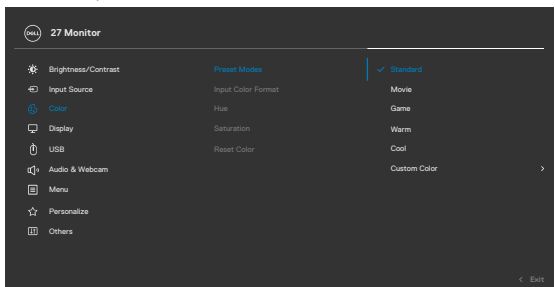 DELL 27 Monitor
Brightness/Contrast Preset Modes Standard
Input Source Input Color Format Movie
Color Hue Game
Display Saturation Warm
USB Reset Color Cool
Audio & Webcam Custom Color >
Menu
Personalize
Others
< Exit